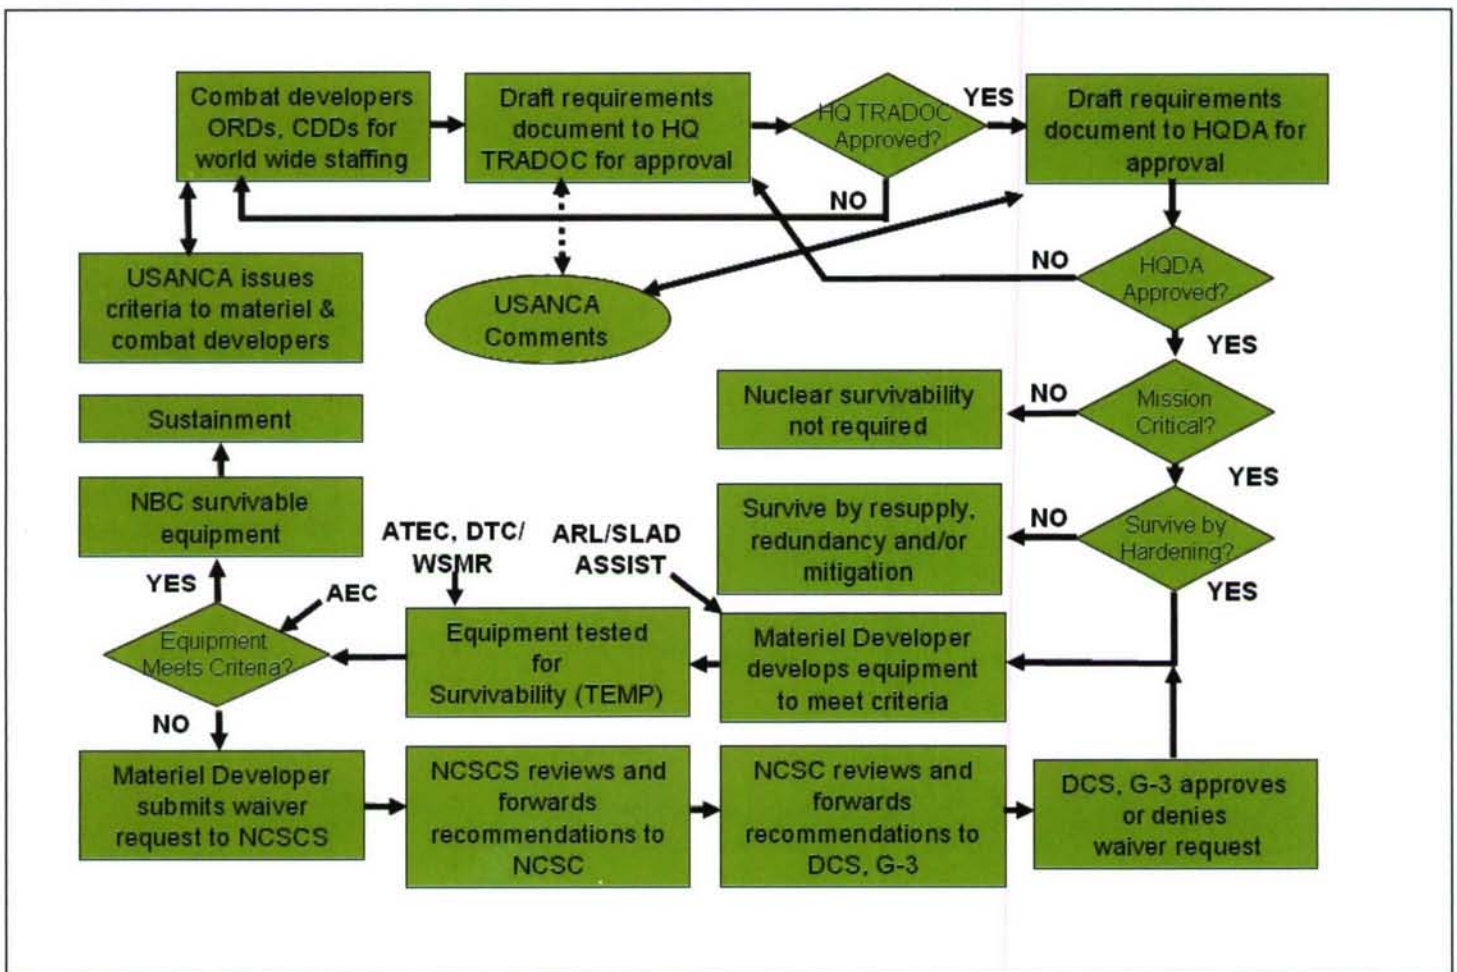 Combat developers
ORDs, CDDs for
world wide staffing
Draft requirements
document to HQ
TRADOC for approval
HQ TRADOC
Approved?
YES
Draft requirements
document to HQDA for
approval
NO
USANCA issues
criteria to materiel &
combat developers
USANCA
Comments
NO
HQDA
Approved?
YES
Nuclear survivability
not required
NO
Mission
Critical?
YES
Sustainment
NBC survivable
equipment
Survive by resupply,
redundancy and/or
mitigation
NO
Survive by
Hardening?
YES
ATEC, DTC/
WSMR
ARL/SLAD
ASSIST
YES
AEC
Equipment
Meets Criteria?
Equipment tested
for
Survivability (TEMP)
Materiel Developer
develops equipment
to meet criteria
NO
Materiel Developer
submits waiver
request to NCSCS
NCSCS reviews and
forwards
recommendations to
NCSC
NCSC reviews and
forwards
recommendations to
DCS, G-3
DCS, G-3 approves
or denies
waiver request